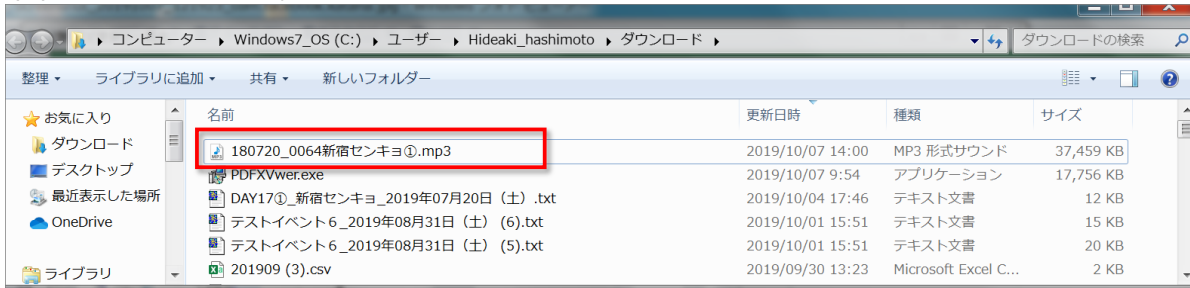 コンピューター ▸ Windows7_OS (C:) ▸ ユーザー ▸ Hideaki_hashimoto ▸ ダウンロード ▸ ダウンロードの検索
整理 ライブラリに追加 共有 新しいフォルダー
お気に入り
ダウンロード
デスクトップ
最近表示した場所
OneDrive
ライブラリ
名前 更新日時 種類 サイズ
180720_0064新宿センキョ①.mp3 2019/10/07 14:00 MP3 形式サウンド 37,459 KB
PDFXVwer.exe 2019/10/07 9:54 アプリケーション 17,756 KB
DAY17①_新宿センキョ_2019年07月20日（土）.txt 2019/10/04 17:46 テキスト文書 12 KB
テストイベント６_2019年08月31日（土） (6).txt 2019/10/01 15:51 テキスト文書 15 KB
テストイベント６_2019年08月31日（土） (5).txt 2019/10/01 15:51 テキスト文書 20 KB
201909 (3).csv 2019/09/30 13:23 Microsoft Excel C... 2 KB